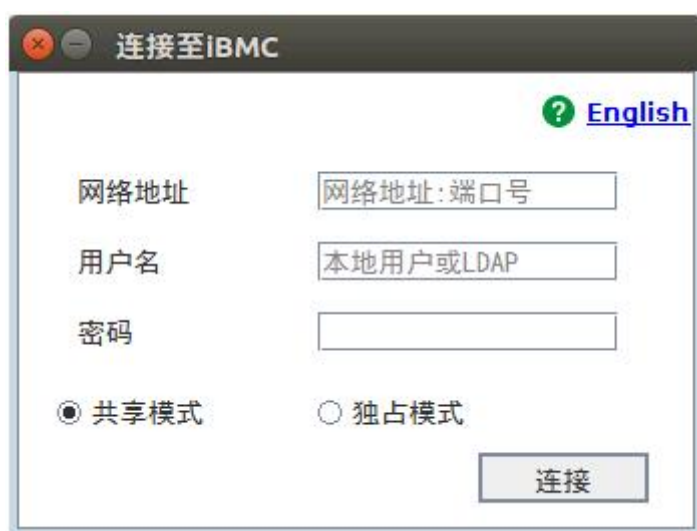 连接至iBMC
English
网络地址 网络地址:端口号
用户名 本地用户或LDAP
密码
共享模式 独占模式
连接